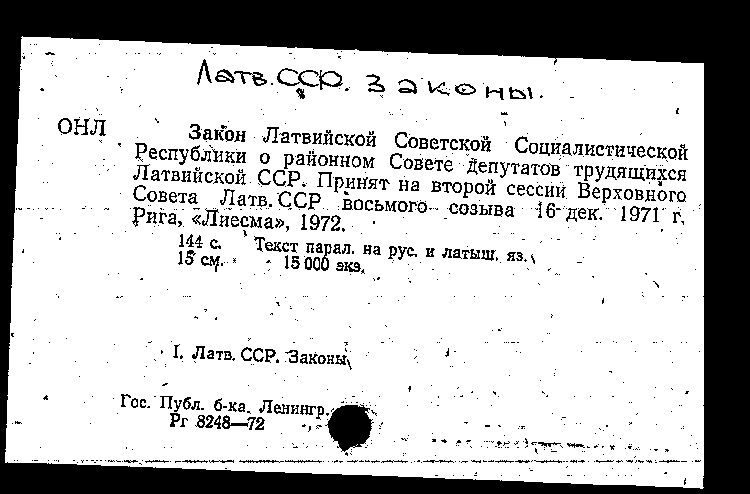 Латв. ССР. Законы.
ОНЛ
Закон Латвийской Советской Социалистической
Республики о районном Совете депутатов трудящихся
Латвийской ССР. Принят на второй сессии Верховного
Совета Латв. ССР восьмого созыва 16 дек. 1971 г.
Рига, «Лиесма», 1972.
144 с. Текст парал. на рус. и латыш. яз.
15 см. 15 000 экз.
I. Латв. ССР. Законы
Гос. Публ. б-ка. Ленингр.
Рг 8248—72